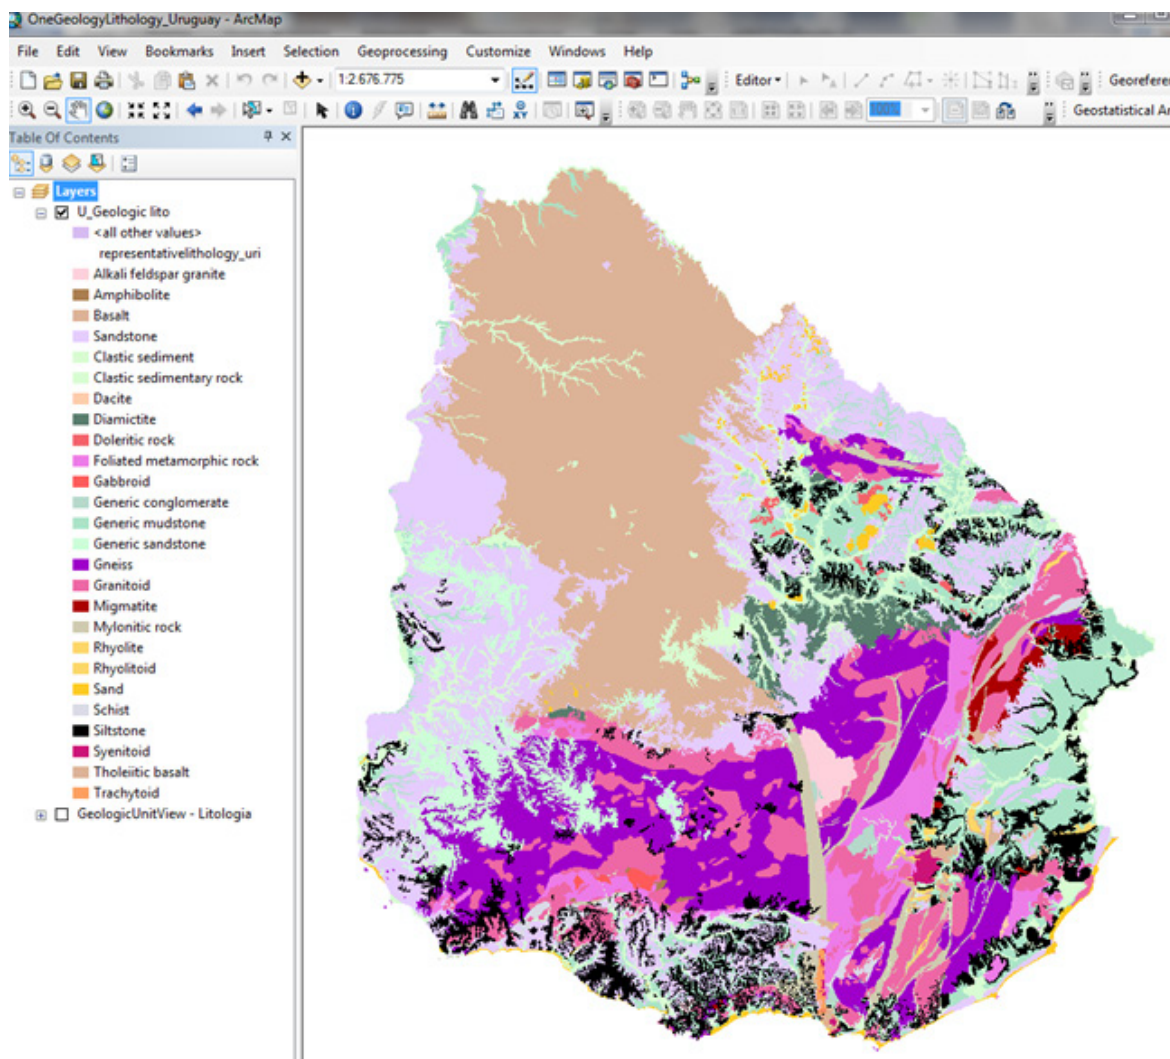 OneGeologyLithology_Uruguay - ArcMap
File Edit View Bookmarks Insert Selection Geoprocessing Customize Windows Help
1:2.676.775 Editor
Geostatistical
Table Of Contents
Layers
U_Geologic lito
<all other values>
representativelithology_uri
Alkali feldspar granite
Amphibolite
Basalt
Sandstone
Clastic sediment
Clastic sedimentary rock
Dacite
Diamictite
Doleritic rock
Foliated metamorphic rock
Gabbroid
Generic conglomerate
Generic mudstone
Generic sandstone
Gneiss
Granitoid
Migmatite
Mylonitic rock
Rhyolite
Rhyolitoid
Sand
Schist
Siltstone
Syenitoid
Tholeiitic basalt
Trachytoid
GeologicUnitView - Litologia